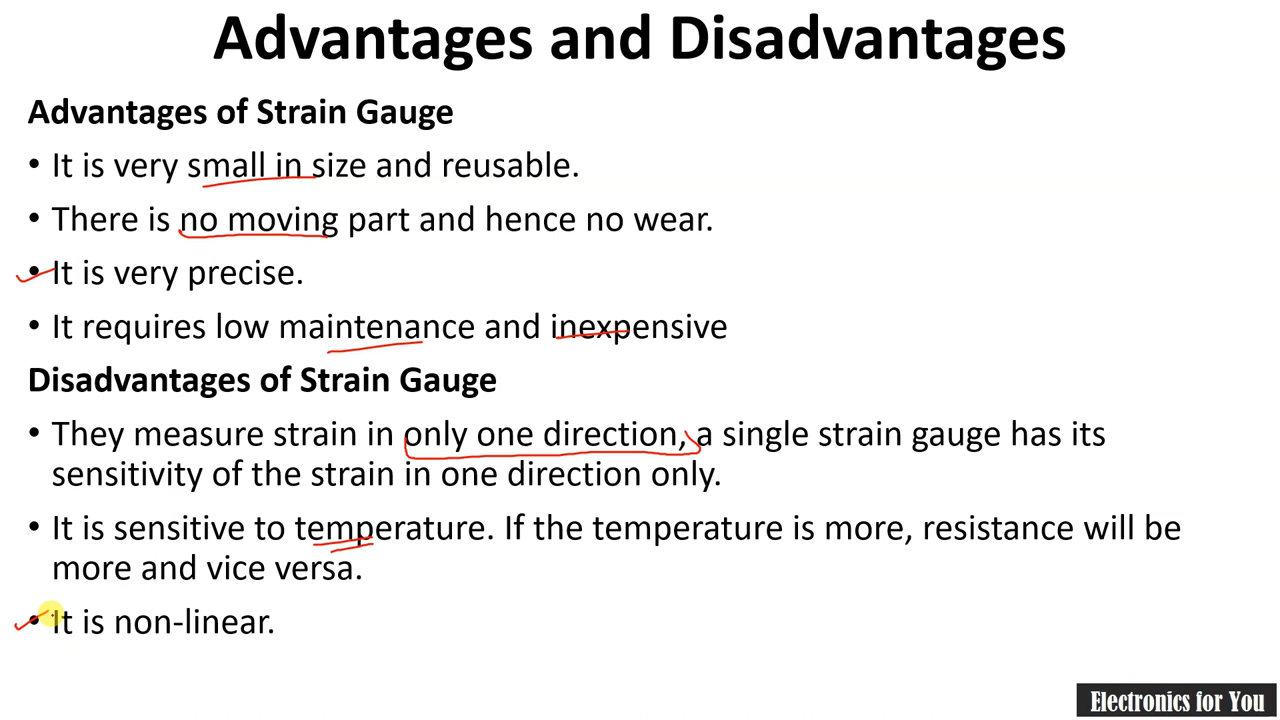 Advantages and Disadvantages
Advantages of Strain Gauge
• It is very small in size and reusable.
• There is no moving part and hence no wear.
• It is very precise.
• It requires low maintenance and inexpensive
Disadvantages of Strain Gauge
• They measure strain in only one direction, a single strain gauge has its
sensitivity of the strain in one direction only.
• It is sensitive to temperature. If the temperature is more, resistance will be
more and vice versa.
• It is non-linear.
Electronics for You